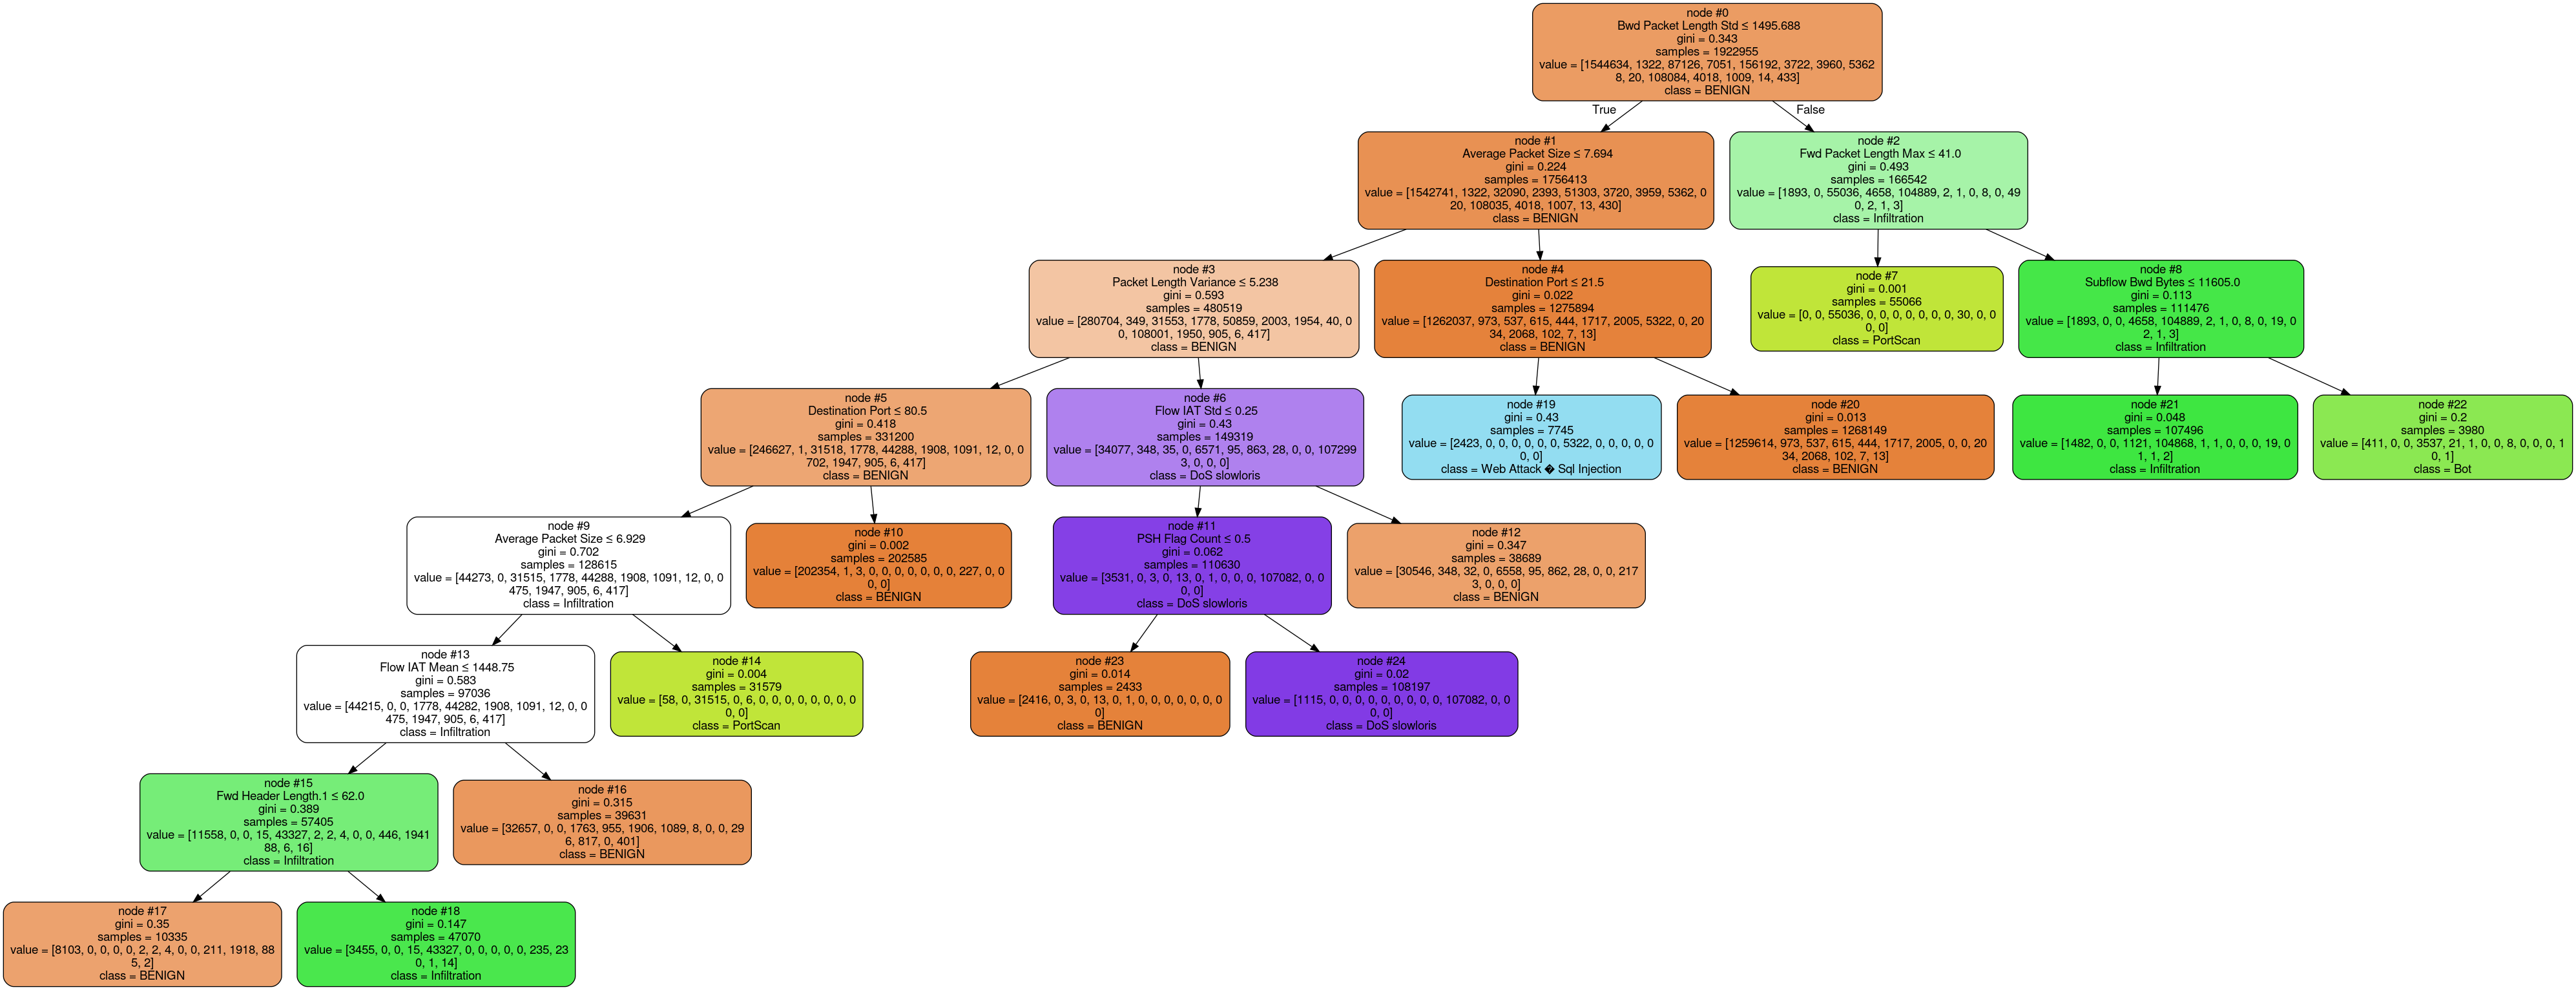 node #0
Bwd Packet Length Std ≤ 1495.688
gini = 0.343
samples = 1922955
value = [1544634, 1322, 87126, 7051, 156192, 3722, 3960, 5362
8, 20, 108084, 4018, 1009, 14, 433]
class = BENIGN
True
False
node #1
Average Packet Size ≤ 7.694
gini = 0.224
samples = 1756413
value = [1542741, 1322, 32090, 2393, 51303, 3720, 3959, 5362, 0
20, 108035, 4018, 1007, 13, 430]
class = BENIGN
node #2
Fwd Packet Length Max ≤ 41.0
gini = 0.493
samples = 166542
value = [1893, 0, 55036, 4658, 104889, 2, 1, 0, 8, 0, 49
0, 2, 1, 3]
class = Infiltration
node #3
Packet Length Variance ≤ 5.238
gini = 0.593
samples = 480519
value = [280704, 349, 31553, 1778, 50859, 2003, 1954, 40, 0
0, 108001, 1950, 905, 6, 417]
class = BENIGN
node #4
Destination Port ≤ 21.5
gini = 0.022
samples = 1275894
value = [1262037, 973, 537, 615, 444, 1717, 2005, 5322, 0, 20
34, 2068, 102, 7, 13]
class = BENIGN
node #7
gini = 0.001
samples = 55066
value = [0, 0, 55036, 0, 0, 0, 0, 0, 0, 0, 30, 0, 0
0, 0]
class = PortScan
node #8
Subflow Bwd Bytes ≤ 11605.0
gini = 0.113
samples = 111476
value = [1893, 0, 0, 4658, 104889, 2, 1, 0, 8, 0, 19, 0
2, 1, 3]
class = Infiltration
node #5
Destination Port ≤ 80.5
gini = 0.418
samples = 331200
value = [246627, 1, 31518, 1778, 44288, 1908, 1091, 12, 0, 0
702, 1947, 905, 6, 417]
class = BENIGN
node #6
Flow IAT Std ≤ 0.25
gini = 0.43
samples = 149319
value = [34077, 348, 35, 0, 6571, 95, 863, 28, 0, 0, 107299
3, 0, 0, 0]
class = DoS slowloris
node #19
gini = 0.43
samples = 7745
value = [2423, 0, 0, 0, 0, 0, 0, 5322, 0, 0, 0, 0, 0
0, 0]
class = Web Attack � Sql Injection
node #20
gini = 0.013
samples = 1268149
value = [1259614, 973, 537, 615, 444, 1717, 2005, 0, 0, 20
34, 2068, 102, 7, 13]
class = BENIGN
node #21
gini = 0.048
samples = 107496
value = [1482, 0, 0, 1121, 104868, 1, 1, 0, 0, 0, 19, 0
1, 1, 2]
class = Infiltration
node #22
gini = 0.2
samples = 3980
value = [411, 0, 0, 3537, 21, 1, 0, 0, 8, 0, 0, 0, 1
0, 1]
class = Bot
node #9
Average Packet Size ≤ 6.929
gini = 0.702
samples = 128615
value = [44273, 0, 31515, 1778, 44288, 1908, 1091, 12, 0, 0
475, 1947, 905, 6, 417]
class = Infiltration
node #10
gini = 0.002
samples = 202585
value = [202354, 1, 3, 0, 0, 0, 0, 0, 0, 0, 227, 0, 0
0, 0]
class = BENIGN
node #11
PSH Flag Count ≤ 0.5
gini = 0.062
samples = 110630
value = [3531, 0, 3, 0, 13, 0, 1, 0, 0, 0, 107082, 0, 0
0, 0]
class = DoS slowloris
node #12
gini = 0.347
samples = 38689
value = [30546, 348, 32, 0, 6558, 95, 862, 28, 0, 0, 217
3, 0, 0, 0]
class = BENIGN
node #13
Flow IAT Mean ≤ 1448.75
gini = 0.583
samples = 97036
value = [44215, 0, 0, 1778, 44282, 1908, 1091, 12, 0, 0
475, 1947, 905, 6, 417]
class = Infiltration
node #14
gini = 0.004
samples = 31579
value = [58, 0, 31515, 0, 6, 0, 0, 0, 0, 0, 0, 0, 0
0, 0]
class = PortScan
node #23
gini = 0.014
samples = 2433
value = [2416, 0, 3, 0, 13, 0, 1, 0, 0, 0, 0, 0, 0, 0
0]
class = BENIGN
node #24
gini = 0.02
samples = 108197
value = [1115, 0, 0, 0, 0, 0, 0, 0, 0, 0, 107082, 0, 0
0, 0]
class = DoS slowloris
node #15
Fwd Header Length.1 ≤ 62.0
gini = 0.389
samples = 57405
value = [11558, 0, 0, 15, 43327, 2, 2, 4, 0, 0, 446, 1941
88, 6, 16]
class = Infiltration
node #16
gini = 0.315
samples = 39631
value = [32657, 0, 0, 1763, 955, 1906, 1089, 8, 0, 0, 29
6, 817, 0, 401]
class = BENIGN
node #17
gini = 0.35
samples = 10335
value = [8103, 0, 0, 0, 0, 2, 2, 4, 0, 0, 211, 1918, 88
5, 2]
class = BENIGN
node #18
gini = 0.147
samples = 47070
value = [3455, 0, 0, 15, 43327, 0, 0, 0, 0, 0, 235, 23
0, 1, 14]
class = Infiltration